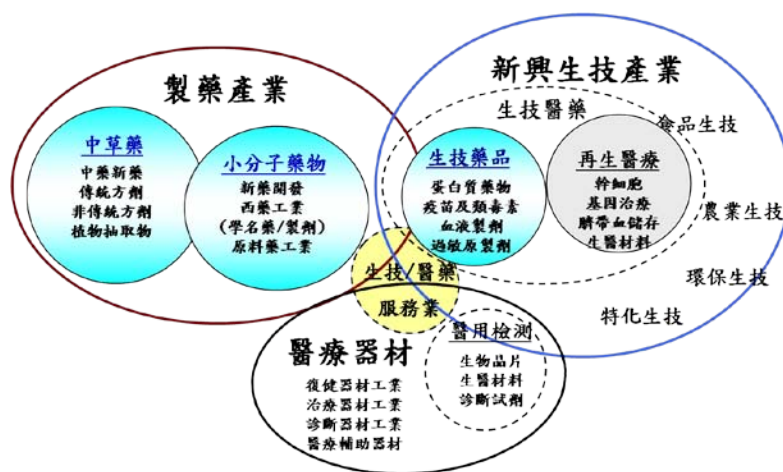 製藥產業
中草藥
中藥新藥
傳統方劑
非傳統方劑
植物抽取物
小分子藥物
新藥開發
西藥工業
(學名藥/製劑)
原料藥工業
新興生技產業
生技醫藥
食品生技
農業生技
環保生技
特化生技
生技藥品
蛋白質藥物
疫苗及類毒素
血液製劑
過敏原製劑
再生醫療
幹細胞
基因治療
臍帶血儲存
生醫材料
生技/醫藥
服務業
醫療器材
復健器材工業
治療器材工業
診斷器材工業
醫療輔助器材
醫用檢測
生物晶片
生醫材料
診斷試劑